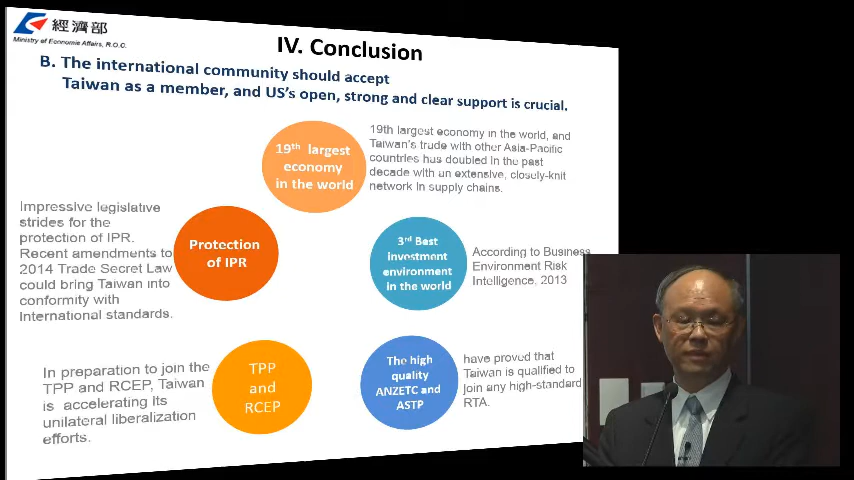 經濟部
Ministry of Economic Affairs, R.O.C.
IV. Conclusion
B. The international community should accept
Taiwan as a member, and US's open, strong and clear support is crucial.
19th largest
economy
in the world
19th largest economy in the world, and
Taiwan's trade with other Asia-Pacific
countries has doubled in the past
decade with an extensive, closely-knit
network in supply chains.
Impressive legislative
strides for the
protection of IPR.
Recent amendments to
2014 Trade Secret Law
could bring Taiwan into
conformity with
International standards.
Protection
of IPR
3rd Best
investment
environment
in the world
According to Business
Environment Risk
Intelligence, 2013
In preparation to join the
TPP and RCEP, Taiwan
is accelerating its
unilateral liberalization
efforts.
TPP
and
RCEP
The high
quality
ANZETC and
ASTP
have proved that
Taiwan is qualified to
join any high-standard
RTA.